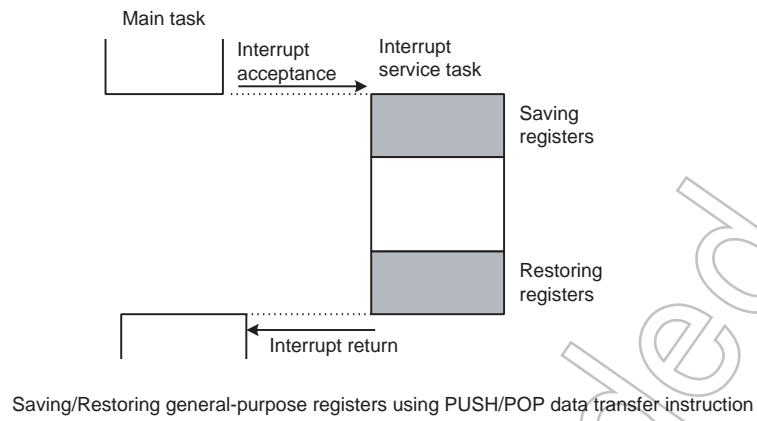 Main task
Interrupt
acceptance
Interrupt
service task
Saving
registers
Restoring
registers
Interrupt return
Saving/Restoring general-purpose registers using PUSH/POP data transfer instruction